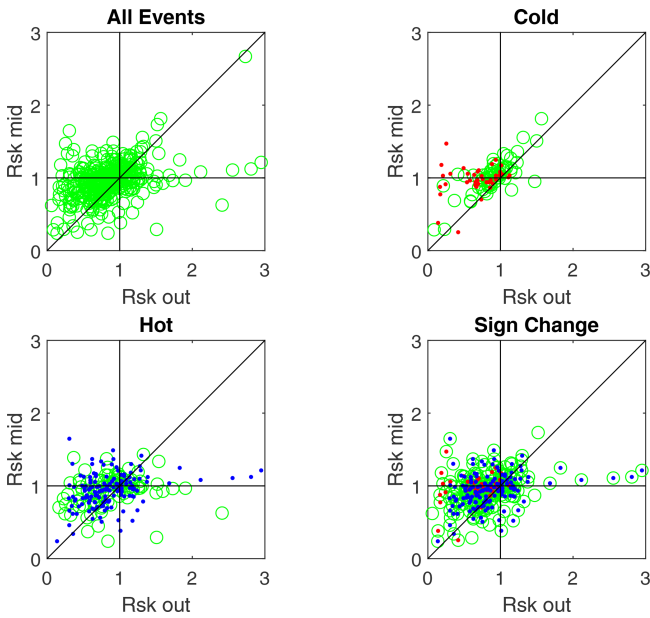 All Events
3
2
1
0
Rsk mid
0 1 2 3
Rsk out
Cold
3
2
1
0
Rsk mid
0 1 2 3
Rsk out
Hot
3
2
1
0
Rsk mid
0 1 2 3
Rsk out
Sign Change
3
2
1
0
Rsk mid
0 1 2 3
Rsk out